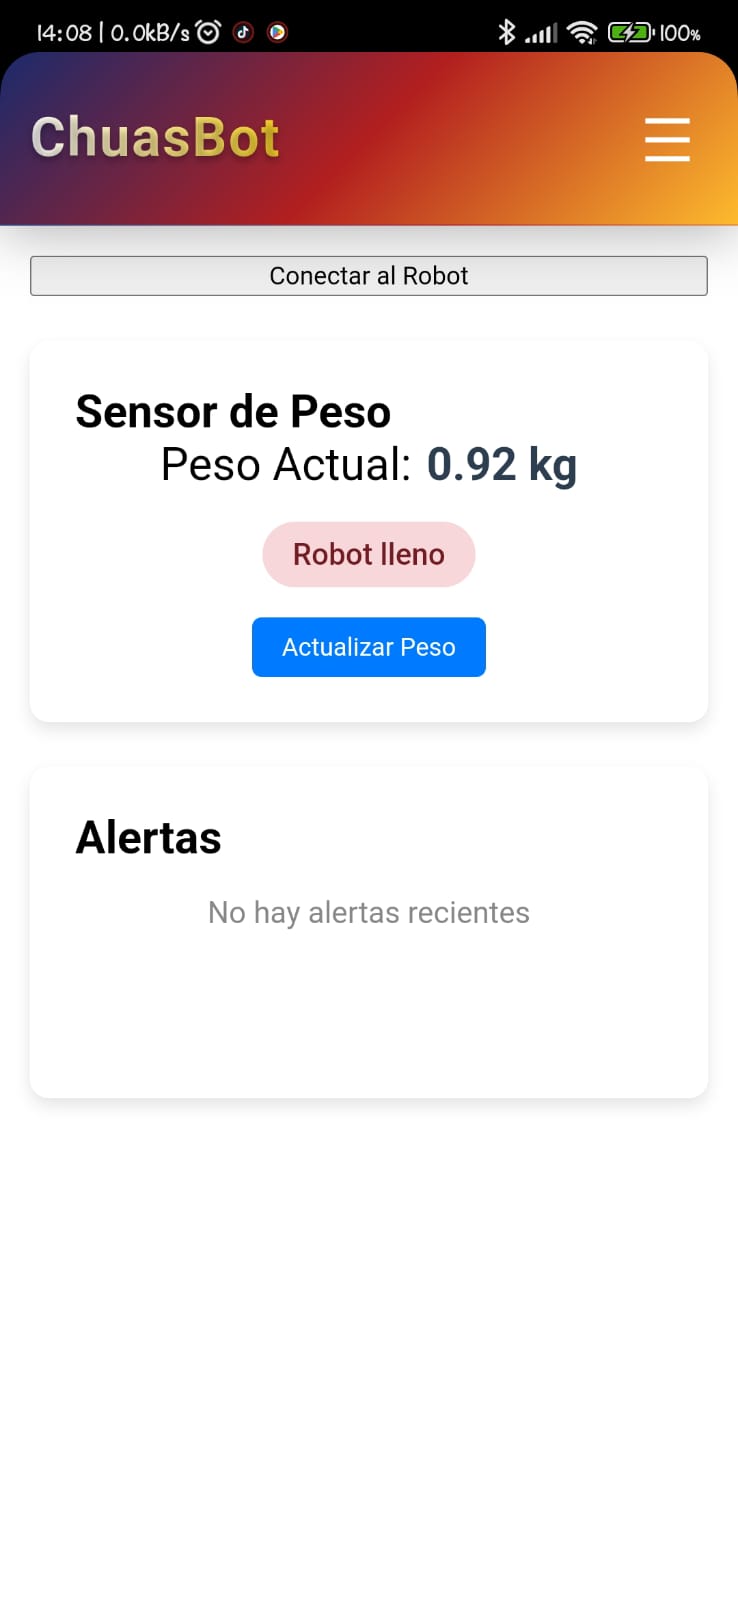 14:08 | 0.0kB/s 100%
ChuasBot
Conectar al Robot
Sensor de Peso
Peso Actual: 0.92 kg
Robot lleno
Actualizar Peso
Alertas
No hay alertas recientes